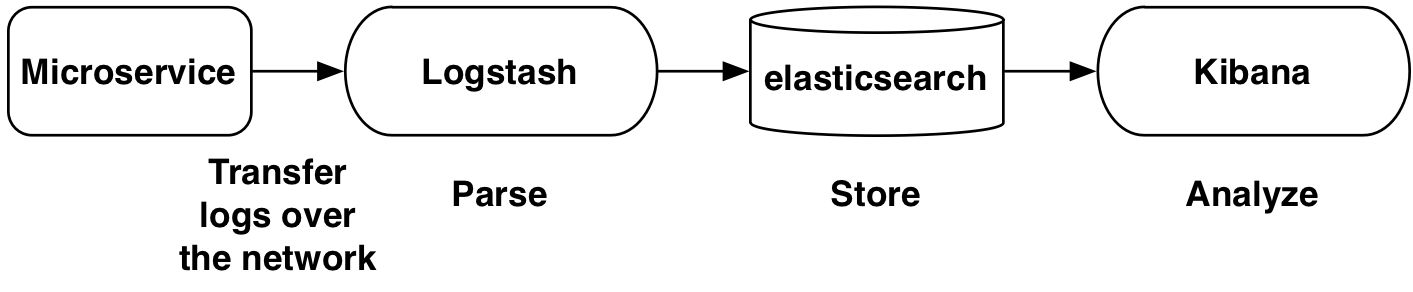 Microservice
Logstash
elasticsearch
Kibana
Transfer
logs over
the network
Parse
Store
Analyze